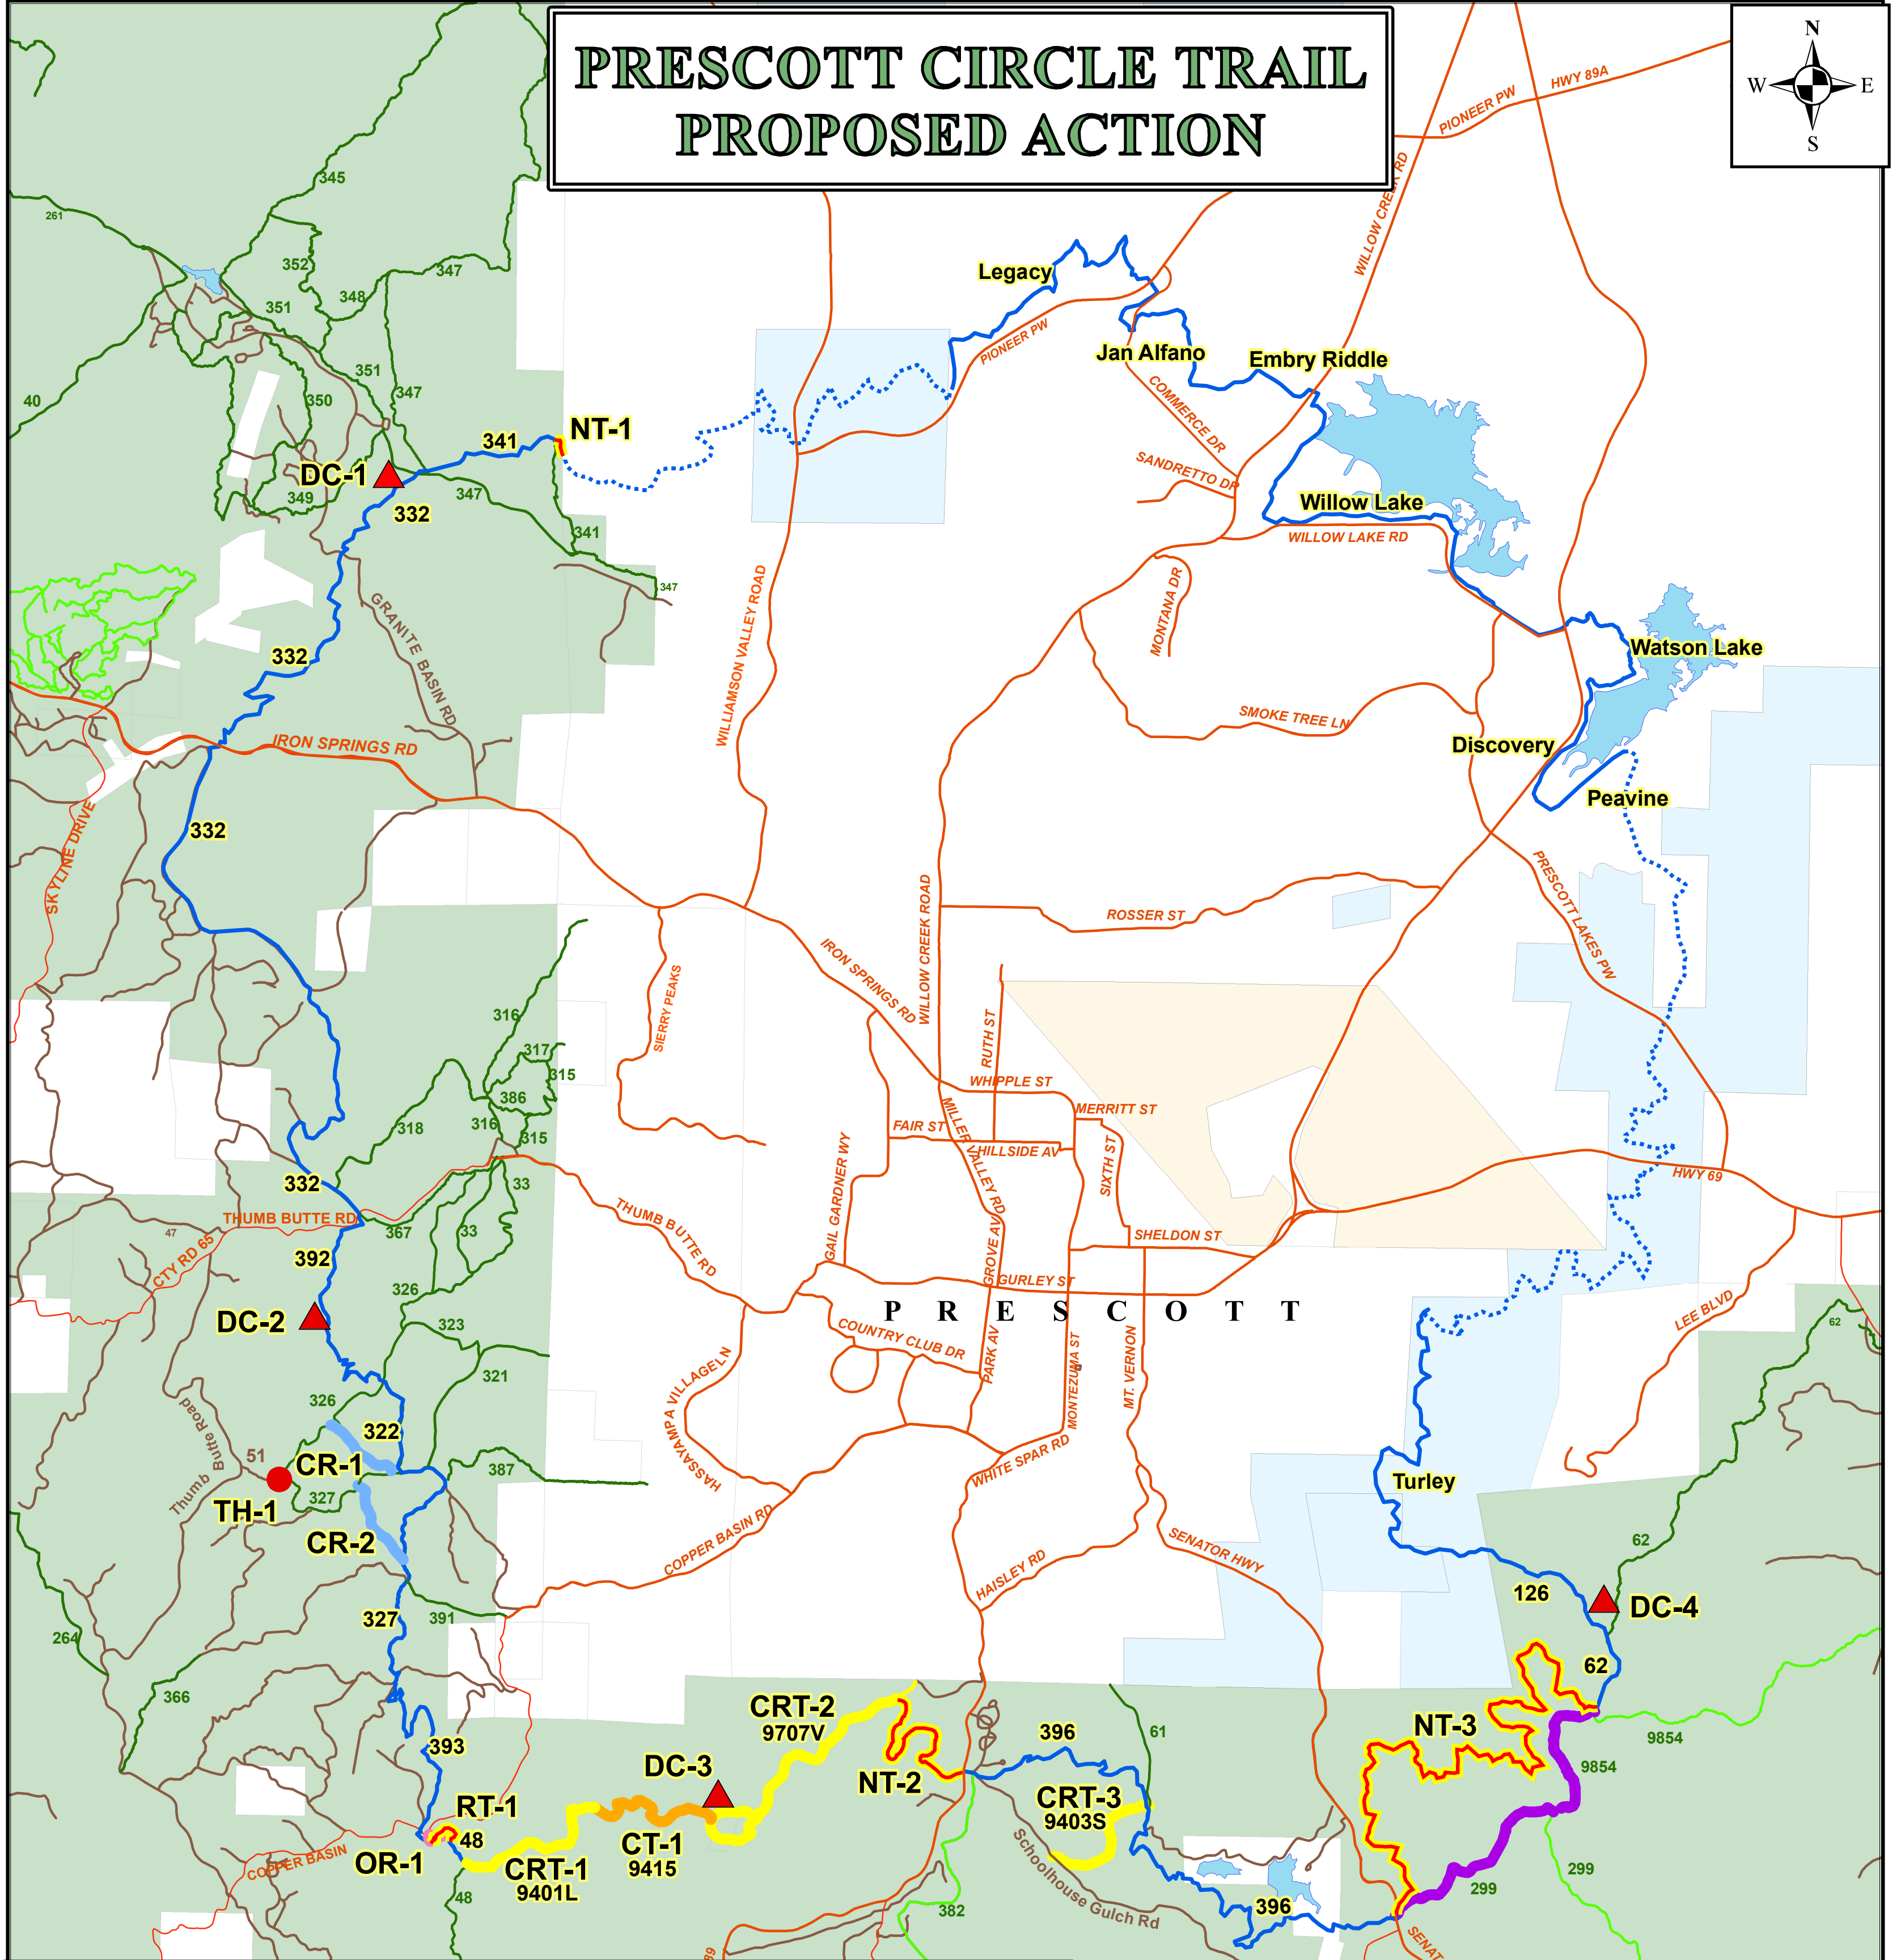 PRESCOTT CIRCLE TRAIL
PROPOSED ACTION
N
W
E
S
HWY 89A
PIONEER PW
WILLOW CREEK RD
345
261
352
347
348
351
Legacy
PIONEER PW
Jan Alfano
Embry Riddle
351
350
347
40
COMMERCE DR
NT-1
341
DC-1
349
347
332
SANDRETTO DR
Willow Lake
WILLOW LAKE RD
341
347
MONTANA DR
GRANITE BASIN RD
WILLIAMSON VALLEY ROAD
332
Watson Lake
SMOKE TREE LN
IRON SPRINGS RD
Discovery
Peavine
332
SKYLINE DRIVE
PRESCOTT LAKES PW
WILLOW CREEK ROAD
ROSSER ST
IRON SPRINGS RD
SIERRY PEAKS
316
RUTH ST
317
315
386
WHIPPLE ST
MERRITT ST
318
316
315
FAIR ST
MILLER VALLEY RD
HILLSIDE AV
SIXTH ST
GAIL GARDNER WY
332
33
HWY 69
THUMB BUTTE RD
THUMB BUTTE RD
47
367
33
CTY RD 65
392
SHELDON ST
GROVE AV
GURLEY ST
326
DC-2
PRESCOTT
LEE BLVD
62
323
COUNTRY CLUB DR
PARK AV
MONTEZUMA ST
MT. VERNON
321
HASSAYAMPA VILLAGE LN
326
322
Thumb Butte Road
51
CR-1
387
WHITE SPAR RD
Turley
TH-1
327
CR-2
COPPER BASIN RD
SENATOR HWY
HAISLEY RD
62
126
DC-4
327
391
264
62
366
CRT-2
9707V
NT-3
393
396
61
9854
DC-3
9854
NT-2
CRT-3
9403S
RT-1
48
CT-1
9415
OR-1
COPPER BASIN
CRT-1
9401L
Schoolhouse Gulch Rd
299
299
48
382
396
89
SENAT